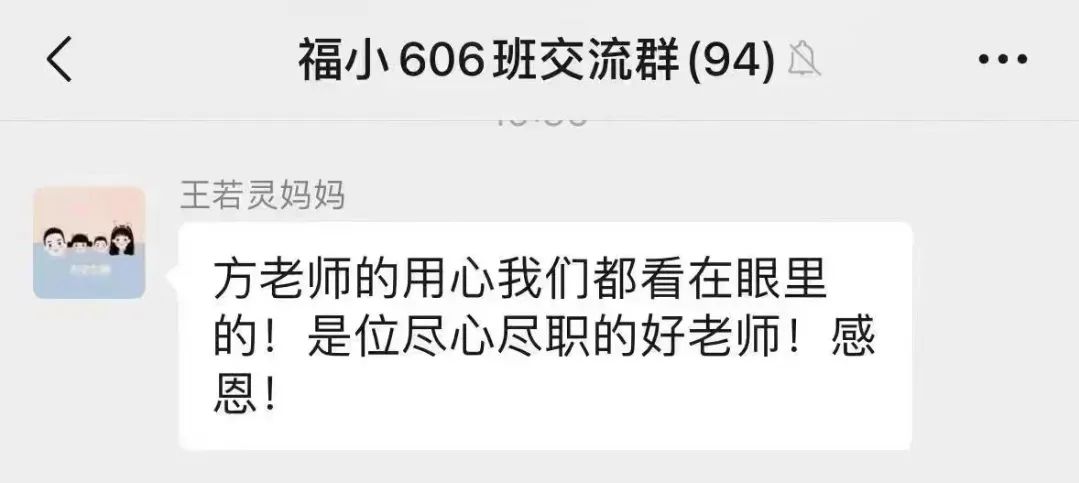 福小606班交流群(94)
王若灵妈妈
方老师的用心我们都看在眼里
的！是位尽心尽职的好老师！感
恩！